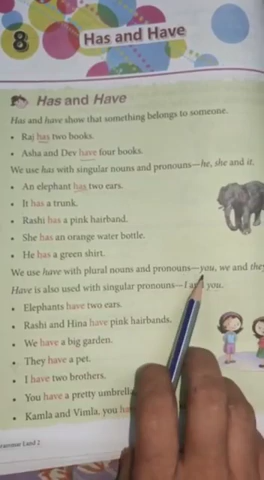 8
Has and Have
Has and Have
Has and have show that something belongs to someone.
• Raj has two books.
• Asha and Dev have four books.
We use has with singular nouns and pronouns—he, she and it.
• An elephant has two ears.
• It has a trunk.
• Rashi has a pink hairband.
• She has an orange water bottle.
• He has a green shirt.
We use have with plural nouns and pronouns—you, we and they
Have is also used with singular pronouns—I and you.
• Elephants have two ears.
• Rashi and Hina have pink hairbands.
• We have a big garden.
• They have a pet.
• I have two brothers.
• You have a pretty umbrella
• Kamla and Vimla, you ha
Land 2